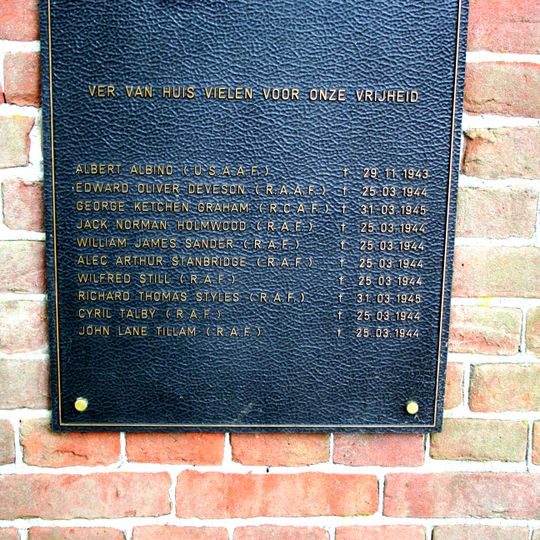 VER VAN HUIS VIELEN VOOR ONZE VRIJHEID
ALBERT ALBINO (U.S.A.A.F.) † 29.11.1943
EDWARD OLIVER DEVESON (R.A.A.F.) † 25.03.1944
GEORGE KETCHEN GRAHAM (R.C.A.F.) † 31.03.1945
JACK NORMAN HOLMWOOD (R.A.F.) † 25.03.1944
WILLIAM JAMES SANDER (R.A.F.) † 25.03.1944
ALEC ARTHUR STANBRIDGE (R.A.F.) † 25.03.1944
WILFRED STILL (R.A.F.) † 25.03.1944
RICHARD THOMAS STYLES (R.A.F.) † 31.03.1945
CYRIL TALBY (R.A.F.) † 25.03.1944
JOHN LANE TILLAM (R.A.F.) † 25.03.1944